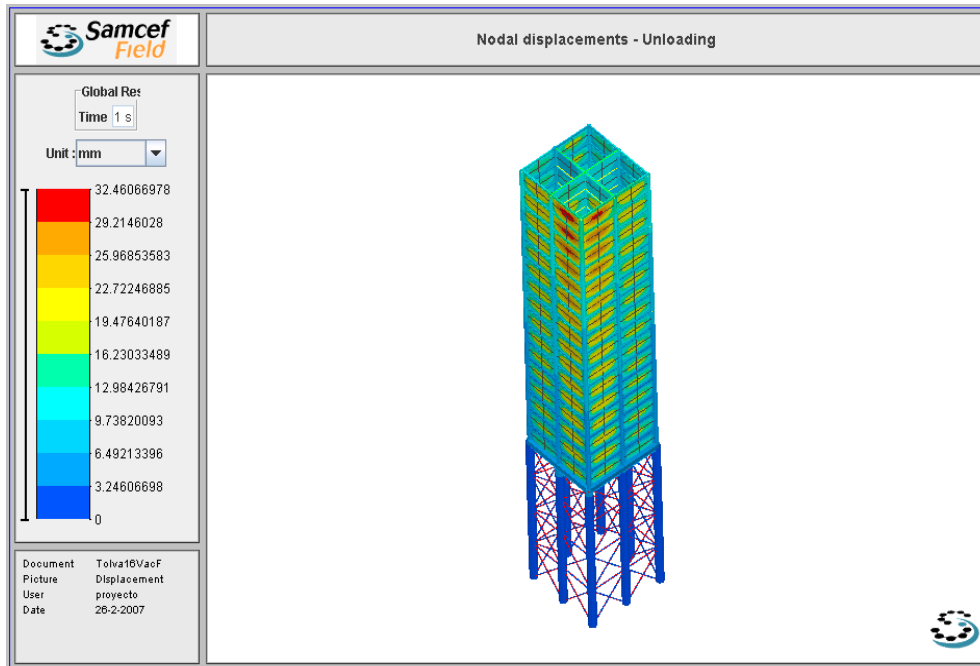 Samcef
Field
Nodal displacements - Unloading
Global Res
Time 1 s
Unit : mm
32.46066978
29.2146028
25.96853583
22.72246885
19.47640187
16.23033489
12.98426791
9.73820093
6.49213396
3.24606698
0
Document Tolva16VacF
Picture Displacement
User proyecto
Date 26-2-2007